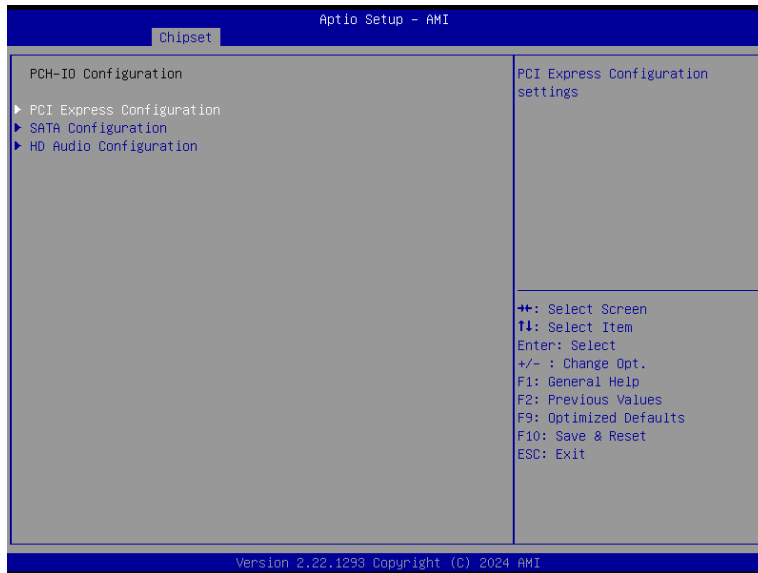 Aptio Setup - AMI
Chipset
PCH-IO Configuration
▶ PCI Express Configuration
▶ SATA Configuration
▶ HD Audio Configuration
PCI Express Configuration
settings
→←: Select Screen
↑↓: Select Item
Enter: Select
+/- : Change Opt.
F1: General Help
F2: Previous Values
F9: Optimized Defaults
F10: Save & Reset
ESC: Exit
Version 2.22.1293 Copyright (C) 2024 AMI